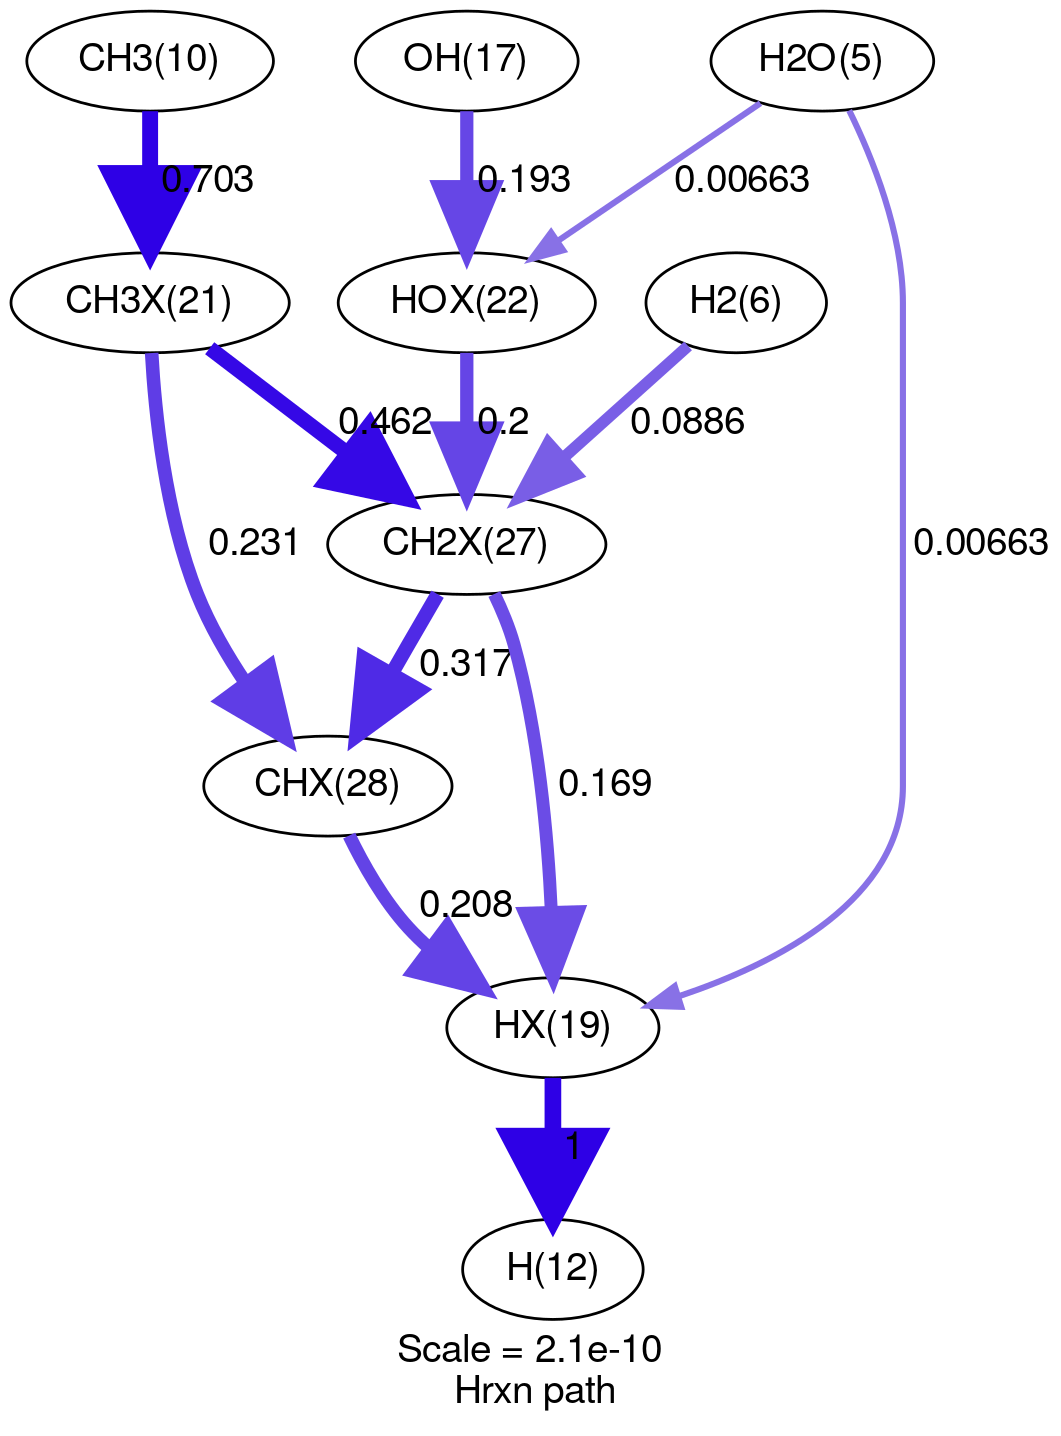 CH3(10)
OH(17)
H2O(5)
0.703
0.193
0.00663
CH3X(21)
HOX(22)
H2(6)
0.462
0.2
0.0886
0.231
CH2X(27)
0.00663
0.317
CHX(28)
0.169
0.208
HX(19)
1
H(12)
Scale = 2.1e-10
Hrxn path